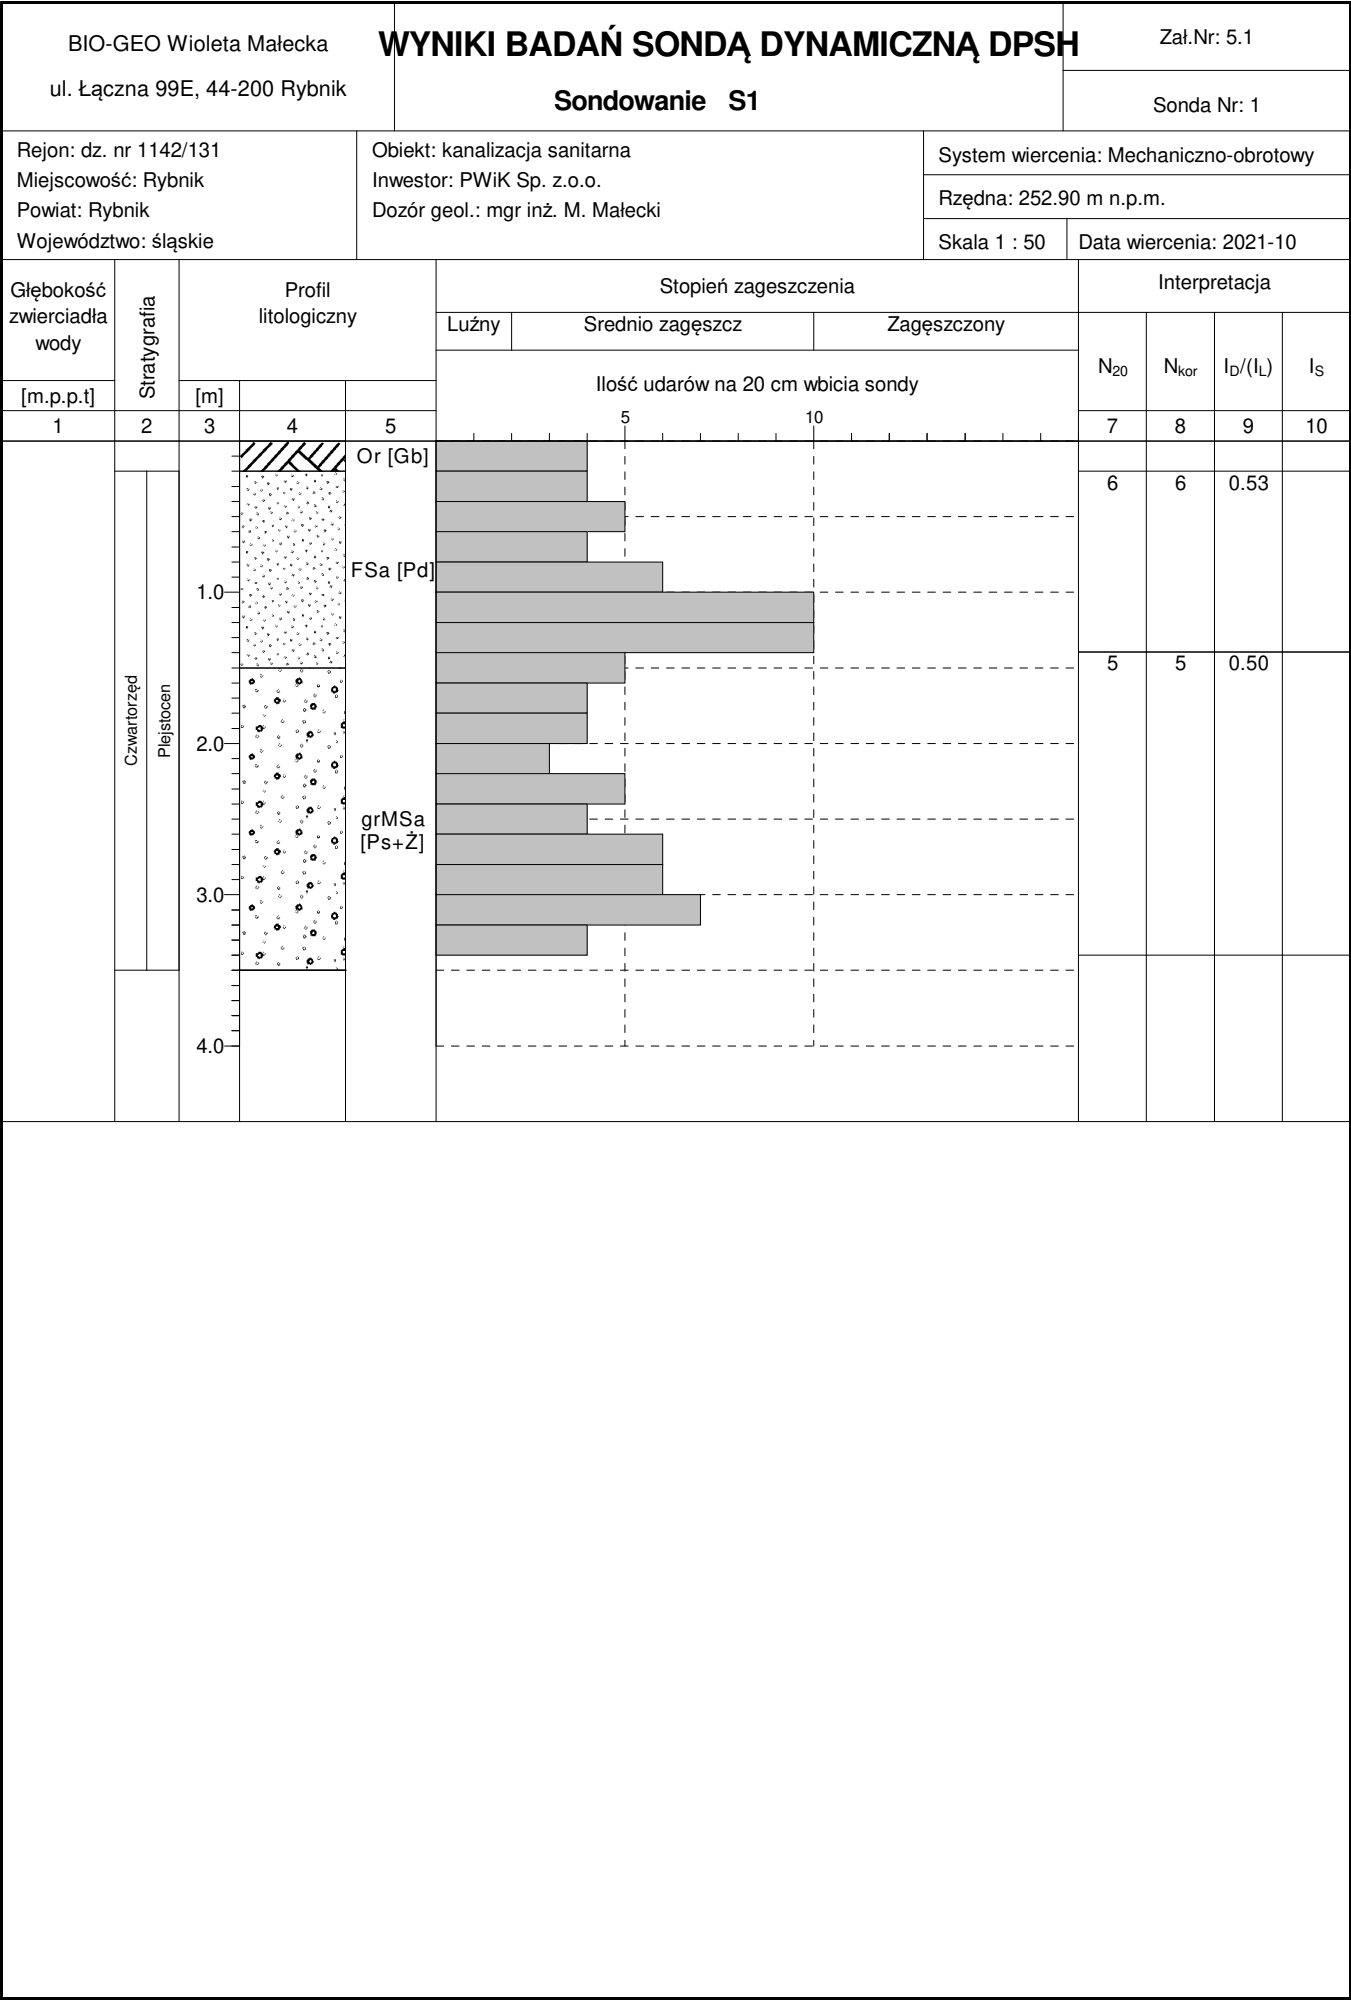 BIO-GEO Wioleta Małecka
ul. Łączna 99E, 44-200 Rybnik
WYNIKI BADAŃ SONDĄ DYNAMICZNĄ DPSH
Sondowanie S1
Zał.Nr: 5.1
Sonda Nr: 1
Rejon: dz. nr 1142/131
Miejscowość: Rybnik
Powiat: Rybnik
Województwo: śląskie
Obiekt: kanalizacja sanitarna
Inwestor: PWiK Sp. z.o.o.
Dozór geol.: mgr inż. M. Małecki
System wiercenia: Mechaniczno-obrotowy
Rzędna: 252.90 m n.p.m.
Skala 1 : 50
Data wiercenia: 2021-10
Głębokość
zwierciadła
wody
[m.p.p.t]
Stratygrafia
Profil
litologiczny
[m]
Stopień zageszczenia
Luźny
Srednio zagęszcz
Zagęszczony
Ilość udarów na 20 cm wbicia sondy
5
10
Interpretacja
N20
Nkor
ID/(IL)
IS
1
2
3
4
5
7
8
9
10
Or [Gb]
6 6 0.53
FSa [Pd]
1.0
5 5 0.50
Czwartorzęd
Plejstocen
2.0
grMSa
[Ps+Ż]
3.0
4.0